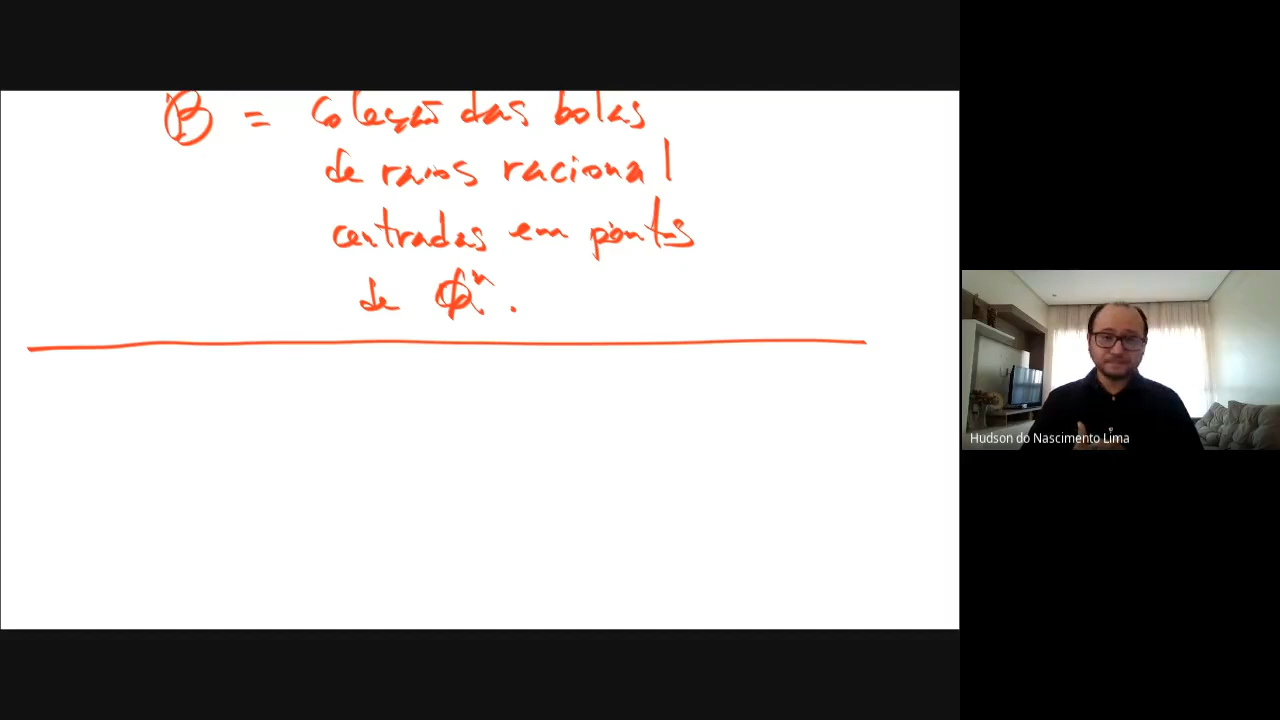 B = coleção das bolas
de raios racional
centradas em pontos
de Qⁿ.
Hudson do Nascimento Lima